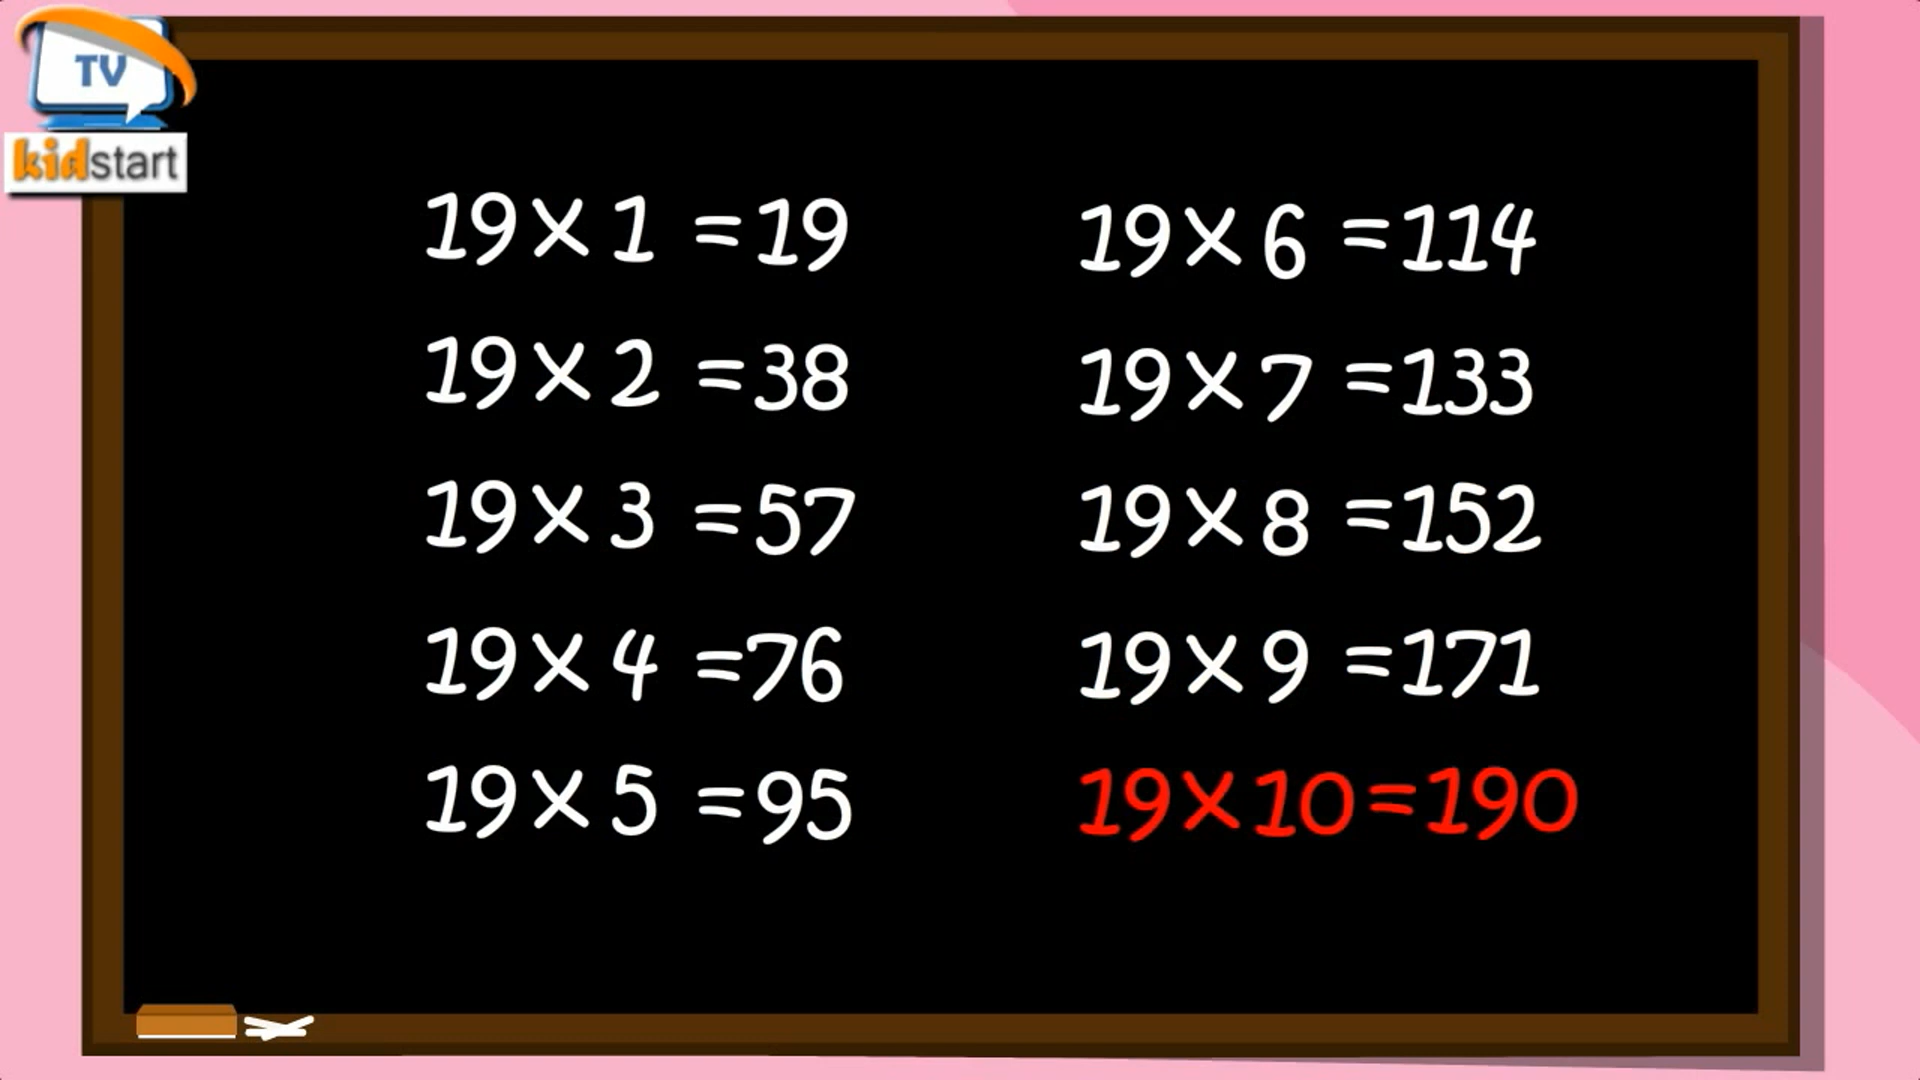 TV
kidstart
19 × 1 = 19
19 × 2 = 38
19 × 3 = 57
19 × 4 = 76
19 × 5 = 95
19 × 6 = 114
19 × 7 = 133
19 × 8 = 152
19 × 9 = 171
19 × 10 = 190